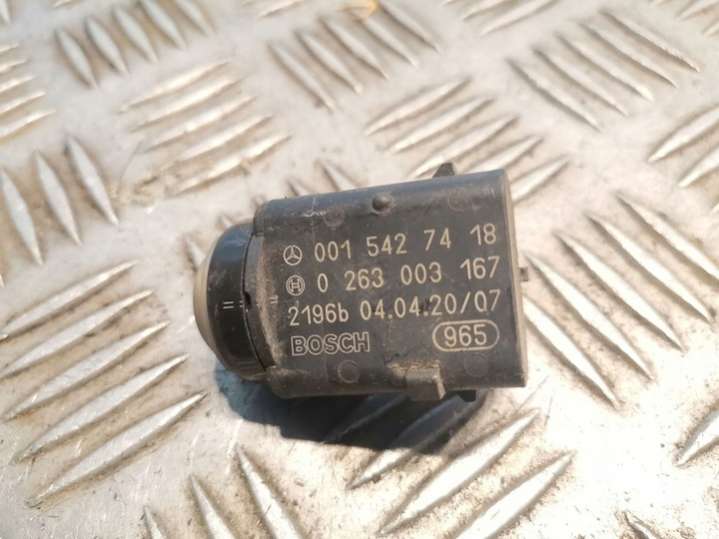 001 542 74 18
0 263 003 167
2196b 04.04.20/07
BOSCH 965